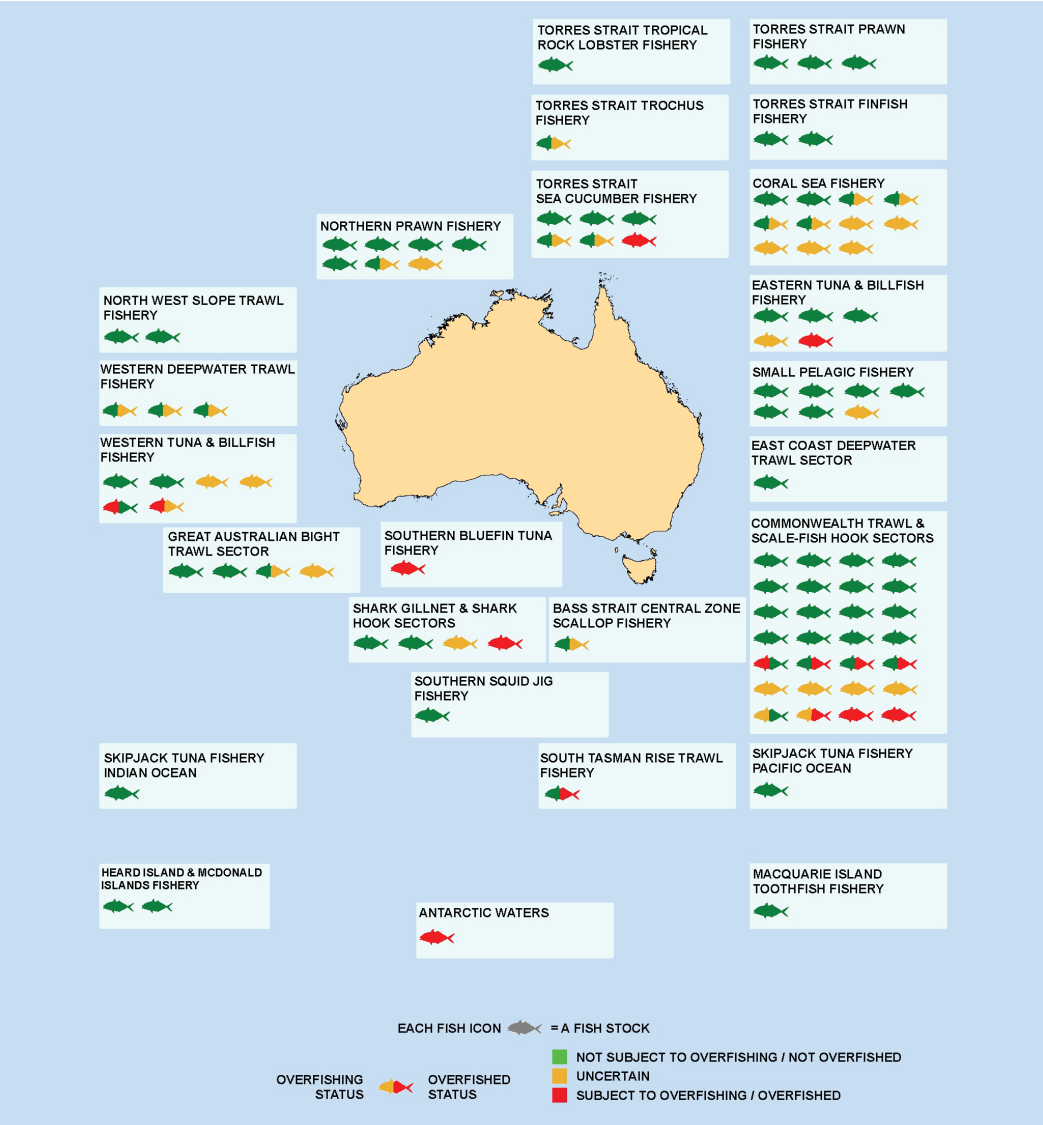 TORRES STRAIT TROPICAL
ROCK LOBSTER FISHERY
TORRES STRAIT PRAWN
FISHERY
TORRES STRAIT TROCHUS
FISHERY
TORRES STRAIT FINFISH
FISHERY
TORRES STRAIT
SEA CUCUMBER FISHERY
CORAL SEA FISHERY
NORTHERN PRAWN FISHERY
EASTERN TUNA & BILLFISH
FISHERY
NORTH WEST SLOPE TRAWL
FISHERY
WESTERN DEEPWATER TRAWL
FISHERY
SMALL PELAGIC FISHERY
WESTERN TUNA & BILLFISH
FISHERY
EAST COAST DEEPWATER
TRAWL SECTOR
GREAT AUSTRALIAN BIGHT
TRAWL SECTOR
SOUTHERN BLUEFIN TUNA
FISHERY
COMMONWEALTH TRAWL &
SCALE-FISH HOOK SECTORS
SHARK GILLNET & SHARK
HOOK SECTORS
BASS STRAIT CENTRAL ZONE
SCALLOP FISHERY
SOUTHERN SQUID JIG
FISHERY
SKIPJACK TUNA FISHERY
INDIAN OCEAN
SOUTH TASMAN RISE TRAWL
FISHERY
SKIPJACK TUNA FISHERY
PACIFIC OCEAN
HEARD ISLAND & MCDONALD
ISLANDS FISHERY
MACQUARIE ISLAND
TOOTHFISH FISHERY
ANTARCTIC WATERS
EACH FISH ICON = A FISH STOCK
OVERFISHING
STATUS
OVERFISHED
STATUS
NOT SUBJECT TO OVERFISHING / NOT OVERFISHED
UNCERTAIN
SUBJECT TO OVERFISHING / OVERFISHED